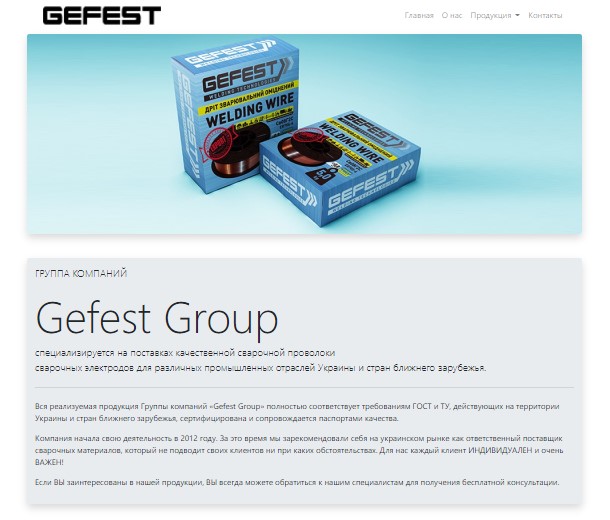 GEFEST
Главная О нас Продукция Контакты
GEFEST
WELDING TECHNOLOGIES
ДРІТ ЗВАРЮВАЛЬНИЙ ОМІДНЕНИЙ
WELDING WIRE
GEFEST
WELDING WIRE
5.0
GEFEST
WELDING TECHNOLOGIES
ГРУППА КОМПАНИЙ
Gefest Group
специализируется на поставках качественной сварочной проволоки
сварочных электродов для различных промышленных отраслей Украины и стран ближнего зарубежья.
Вся реализуемая продукция Группы компаний «Gefest Group» полностью соответствует требованиям ГОСТ и ТУ, действующих на территории
Украины и стран ближнего зарубежья, сертифицирована и сопровождается паспортами качества.
Компания начала свою деятельность в 2012 году. За это время мы зарекомендовали себя на украинском рынке как ответственный поставщик
сварочных материалов, который не подводит своих клиентов ни при каких обстоятельствах. Для нас каждый клиент ИНДИВИДУАЛЕН и очень
ВАЖЕН!
Если ВЫ заинтересованы в нашей продукции, ВЫ всегда можете обратиться к нашим специалистам для получения бесплатной консультации.